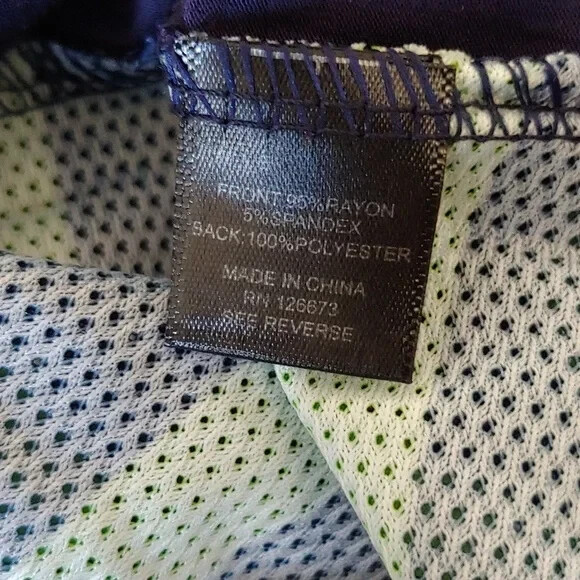 FRONT:95%RAYON
5%SPANDEX
BACK:100%POLYESTER
MADE IN CHINA
RN 126673
SEE REVERSE